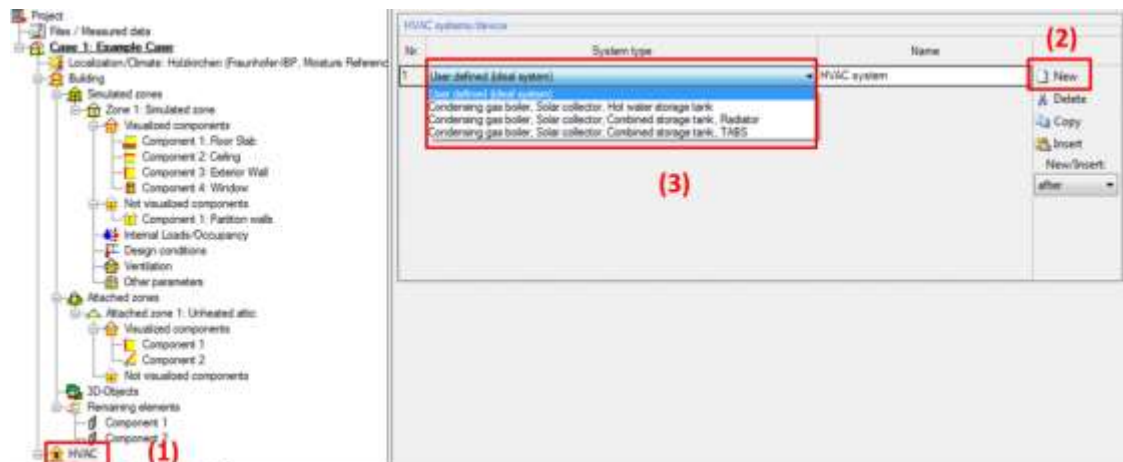 Project
Files / Measured data
Case 1: Example Case
Localization/Climate: Holzkirchen (Fraunhofer-IBP, Moisture Referenc
Building
Simulated zones
Zone 1: Simulated zone
Visualized components
Component 1: Floor Slab
Component 2: Ceiling
Component 3: Exterior Wall
Component 4: Window
Not visualized components
Component 1: Partition walls
Internal Loads/Occupancy
Design conditions
Ventilation
Other parameters
Attached zones
Attached zone 1: Unheated attic
Visualized components
Component 1
Component 2
Not visualized components
3D-Objects
Remaining elements
Component 1
Component 2
HVAC
(1)
HVAC systems/device
Nr. System type Name
(2)
1 User defined (ideal system) HVAC system
User defined (ideal system)
Condensing gas boiler, Solar collector, Hot water storage tank
Condensing gas boiler, Solar collector, Combined storage tank, Radiator
Condensing gas boiler, Solar collector, Combined storage tank, TABS
(3)
New
Delete
Copy
Insert
New/Insert:
after